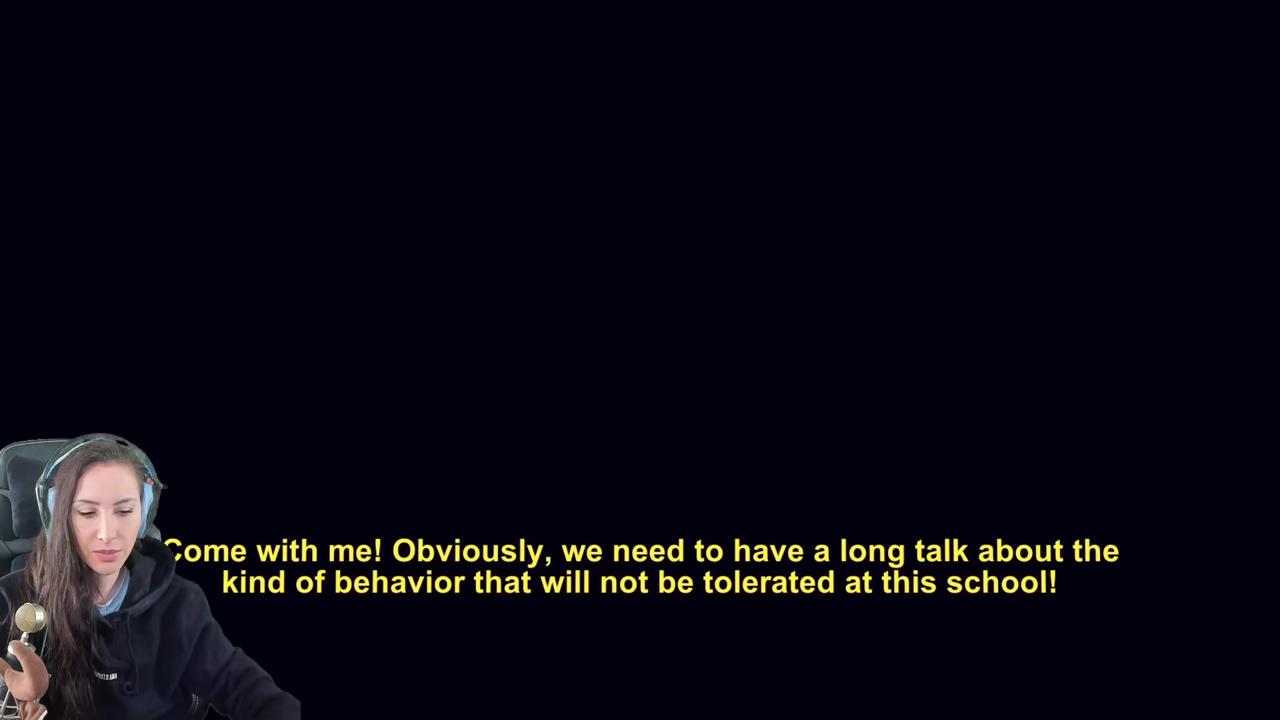 Come with me! Obviously, we need to have a long talk about the
kind of behavior that will not be tolerated at this school!